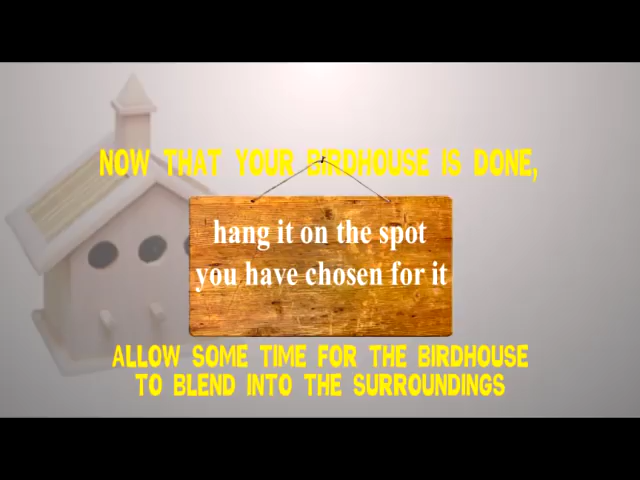 NOW THAT YOUR BIRDHOUSE IS DONE,
hang it on the spot
you have chosen for it
ALLOW SOME TIME FOR THE BIRDHOUSE
TO BLEND INTO THE SURROUNDINGS